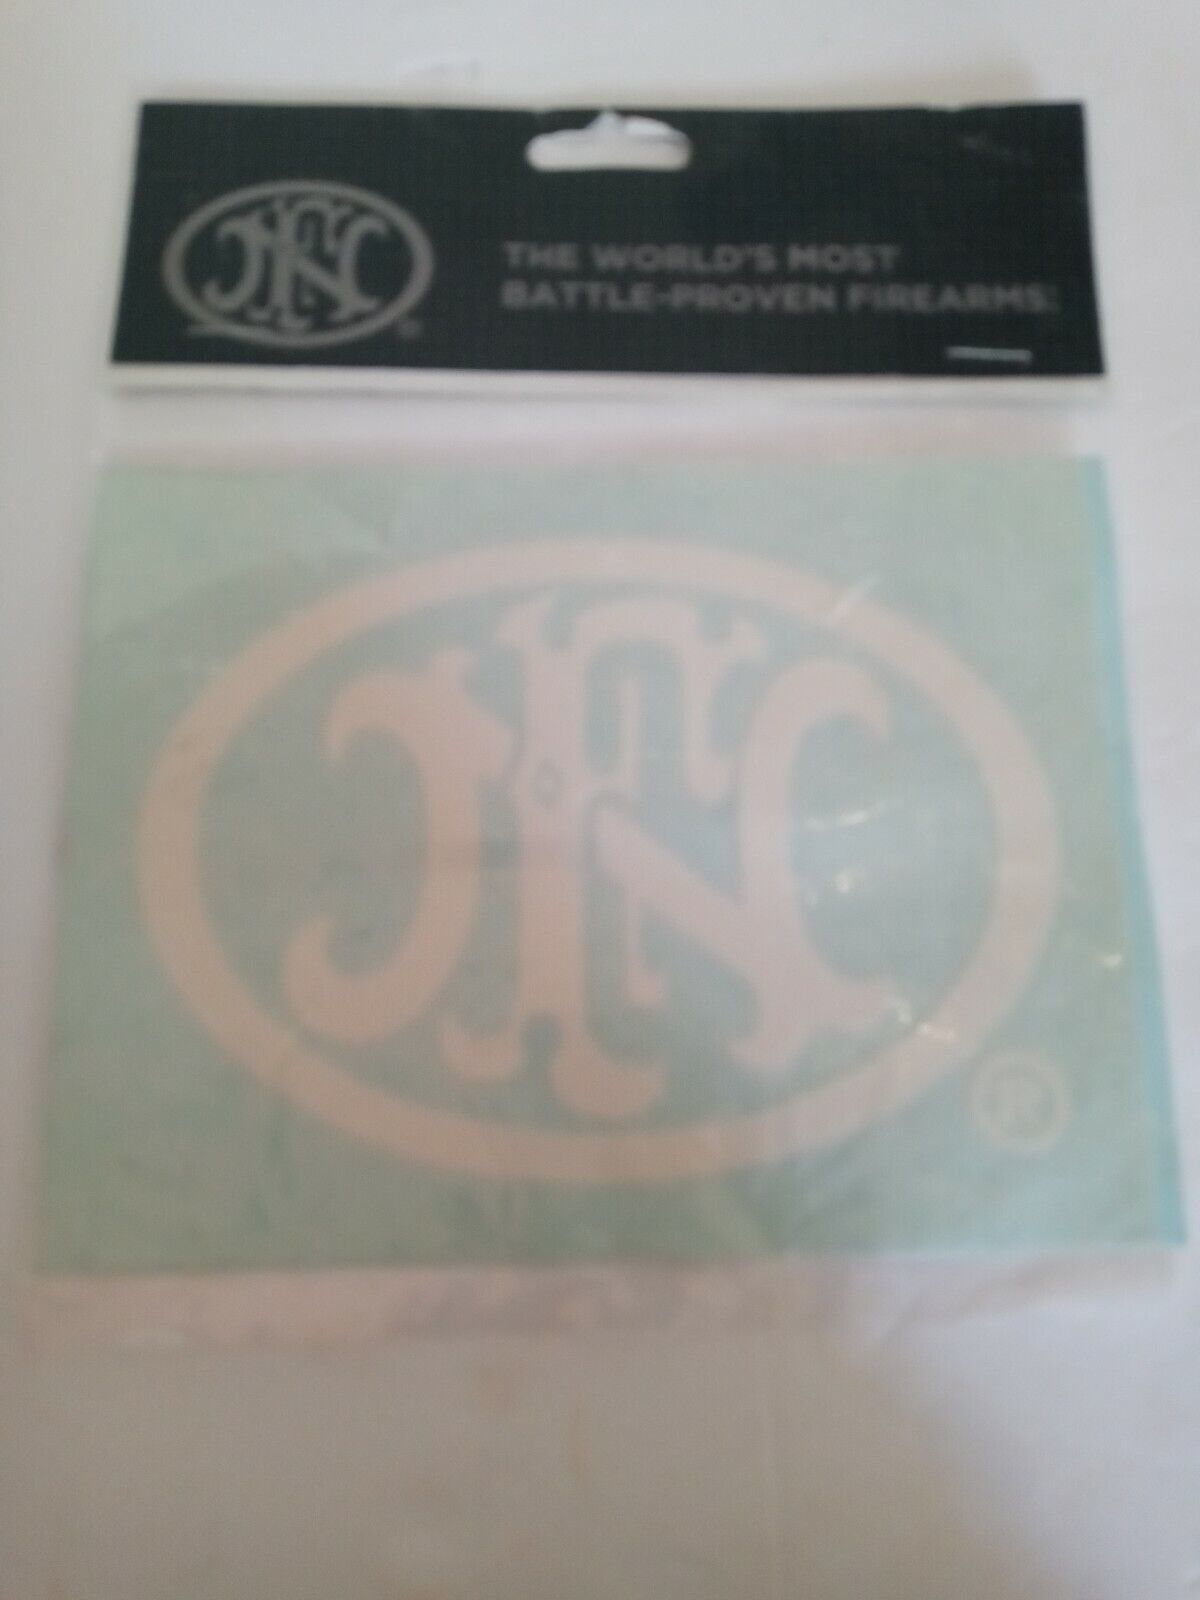 FN
®
THE WORLD'S MOST
BATTLE-PROVEN FIREARMS.
FN
®